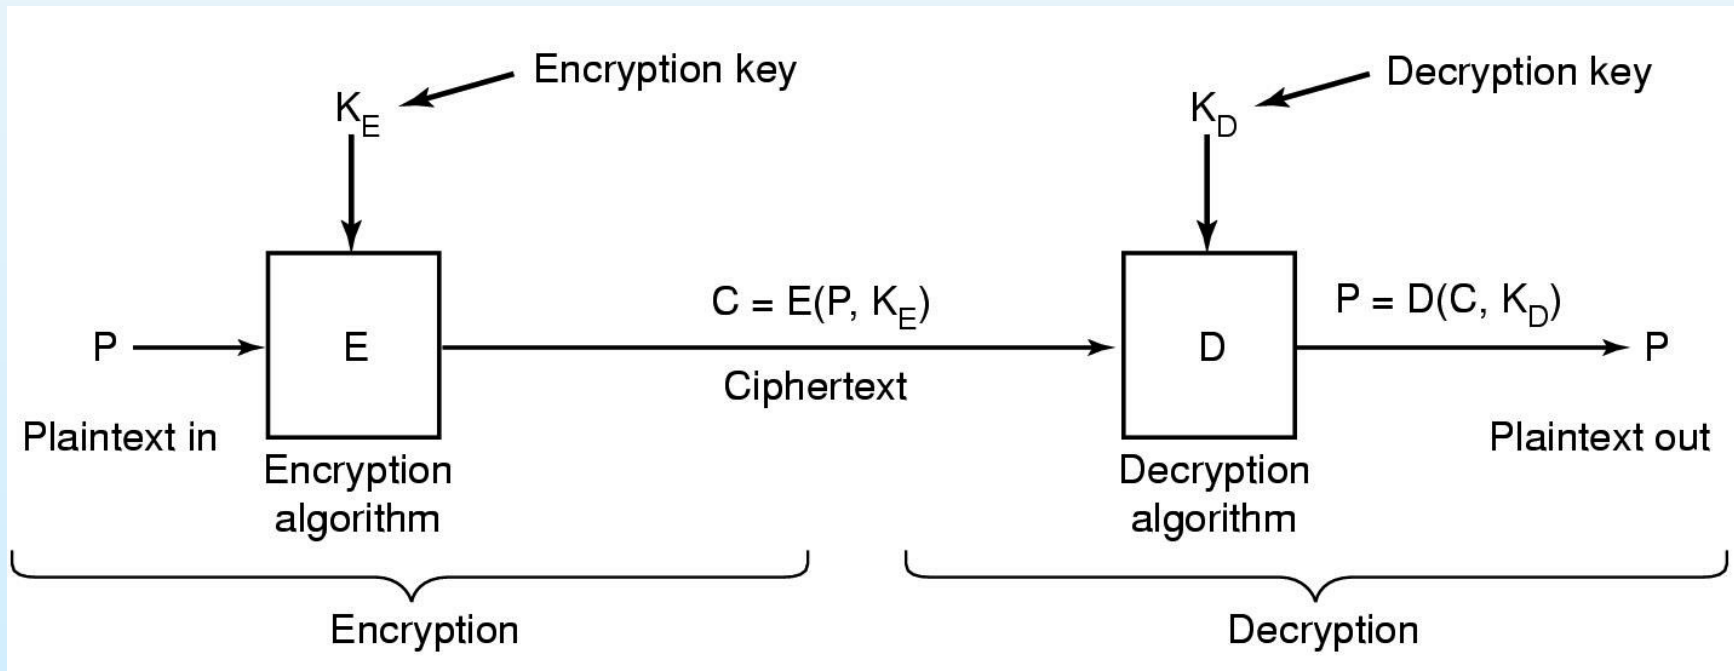 Encryption key
Decryption key
K_E
K_D
C = E(P, K_E)
P = D(C, K_D)
P
E
D
P
Ciphertext
Plaintext in
Plaintext out
Encryption
algorithm
Decryption
algorithm
Encryption
Decryption